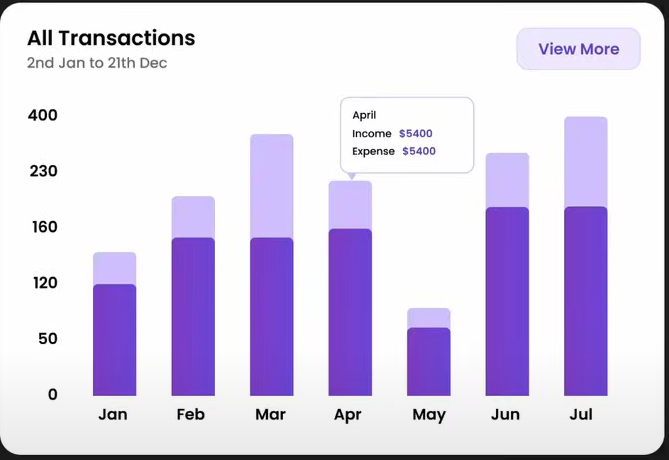 All Transactions
2nd Jan to 21th Dec
View More
April
Income $5400
Expense $5400
400
230
160
120
50
0
Jan Feb Mar Apr May Jun Jul